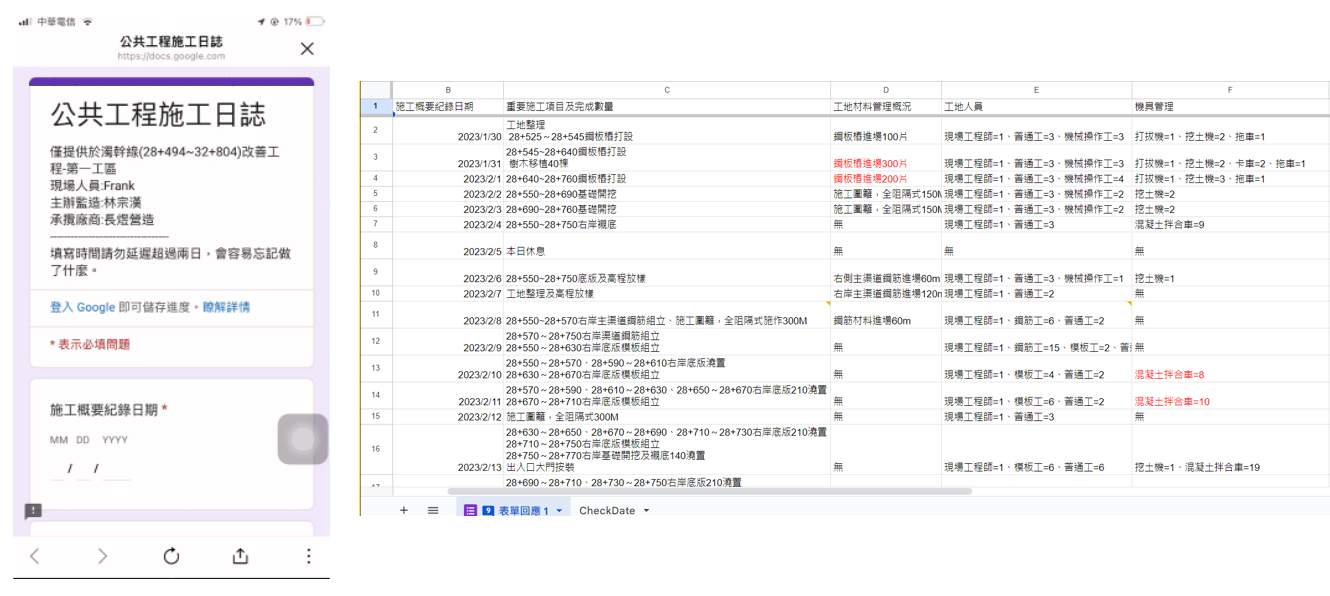 中華電信
17%
公共工程施工日誌
https://docs.google.com
公共工程施工日誌
僅提供於濁幹線(28+494~32+804)改善工
程-第一工區
現場人員:Frank
主辦監造:林宗漢
承攬廠商:長煜營造
------------------------------------
填寫時間請勿延遲超過兩日，會容易忘記做
了什麼。
登入 Google 即可儲存進度。瞭解詳情
* 表示必填問題
施工概要紀錄日期 *
MM DD YYYY
/ /
B C D E F
1 施工概要紀錄日期 重要施工項目及完成數量 工地材料管理概況 工地人員 機具管理
工地整理
2 2023/1/30 28+525～28+545鋼板樁打設 鋼板樁進場100片 現場工程師=1、普通工=3、機械操作工=3 打拔機=1、挖土機=2、拖車=1
28+545~28+640鋼板樁打設
3 2023/1/31 樹木移植40棵 鋼板樁進場300片 現場工程師=1、普通工=3、機械操作工=3 打拔機=1、挖土機=2、卡車=2、拖車=1
4 2023/2/1 28+640~28+760鋼板樁打設 鋼板樁進場200片 現場工程師=1、普通工=3、機械操作工=4 打拔機=1、挖土機=3、拖車=1
5 2023/2/2 28+550~28+690基礎開挖 施工圍籬，全阻隔式150M 現場工程師=1、普通工=3、機械操作工=2 挖土機=2
6 2023/2/3 28+690~28+760基礎開挖 施工圍籬，全阻隔式150M 現場工程師=1、普通工=3、機械操作工=2 挖土機=2
7 2023/2/4 28+550~28+750右岸襯底 無 現場工程師=1、普通工=3 混凝土拌合車=9
8 2023/2/5 本日休息 無 無 無
9 2023/2/6 28+550~28+750底版及高程放樣 右側主渠道鋼筋進場60m 現場工程師=1、普通工=3、機械操作工=1 挖土機=1
10 2023/2/7 工地整理及高程放樣 右岸主渠道鋼筋進場120m 現場工程師=1、普通工=2 無
11 2023/2/8 28+550~28+570右岸主渠道鋼筋組立、施工圍籬，全阻隔式施作300M 鋼筋材料進場60m 現場工程師=1、鋼筋工=6、普通工=2 無
28+570～28+750右岸渠道鋼筋組立
12 2023/2/9 28+550～28+630右岸底版模板組立 無 現場工程師=1、鋼筋工=15、模板工=2、普 無
28+550～28+570、28+590～28+610右岸底版澆置
13 2023/2/10 28+630～28+670右岸底版模板組立 無 現場工程師=1、模板工=4、普通工=2 混凝土拌合車=8
28+570～28+590、28+610～28+630、28+650～28+670右岸底版210澆置
14 2023/2/11 28+670～28+710右岸底版模板組立 無 現場工程師=1、模板工=6、普通工=2 混凝土拌合車=10
15 2023/2/12 施工圍籬，全阻隔式300M 無 現場工程師=1、普通工=3 無
28+630～28+650、28+670～28+690、28+710～28+730右岸底版210澆置
28+710～28+750右岸底版模板組立
28+750～28+770右岸基礎開挖及襯底140澆置
16 2023/2/13 出入口大門按裝 無 現場工程師=1、模板工=6、普通工=6 挖土機=1、混凝土拌合車=19
17 28+690～28+710、28+730～28+750右岸底版210澆置
9 表單回應 1 CheckDate